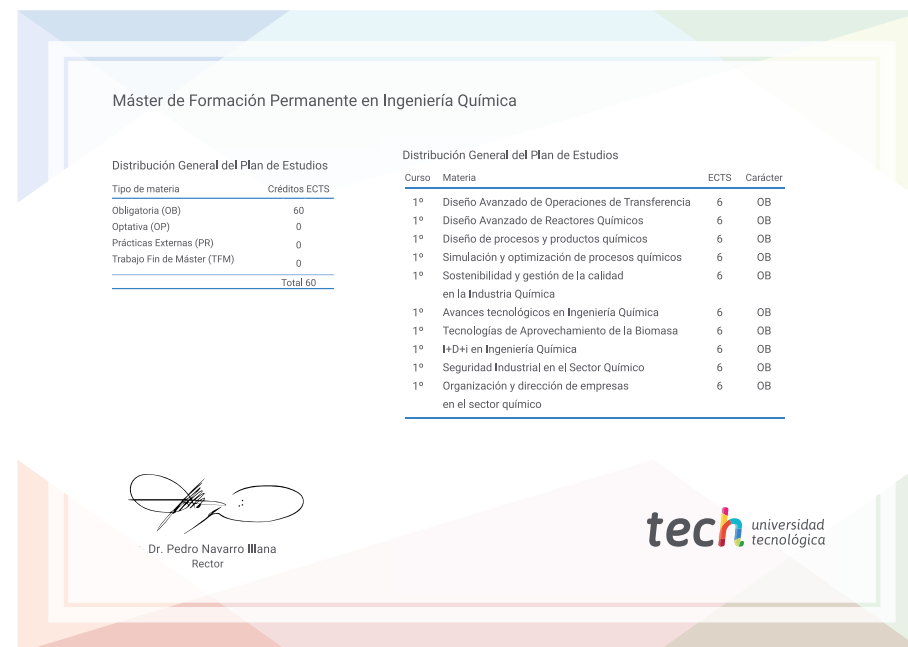 Máster de Formación Permanente en Ingeniería Química
Distribución General del Plan de Estudios
Tipo de materia Créditos ECTS
Obligatoria (OB) 60
Optativa (OP) 0
Prácticas Externas (PR) 0
Trabajo Fin de Máster (TFM) 0
Total 60
Distribución General del Plan de Estudios
Curso Materia ECTS Carácter
1º Diseño Avanzado de Operaciones de Transferencia 6 OB
1º Diseño Avanzado de Reactores Químicos 6 OB
1º Diseño de procesos y productos químicos 6 OB
1º Simulación y optimización de procesos químicos 6 OB
1º Sostenibilidad y gestión de la calidad 6 OB
en la Industria Química
1º Avances tecnológicos en Ingeniería Química 6 OB
1º Tecnologías de Aprovechamiento de la Biomasa 6 OB
1º I+D+i en Ingeniería Química 6 OB
1º Seguridad Industrial en el Sector Químico 6 OB
1º Organización y dirección de empresas 6 OB
en el sector químico
Dr. Pedro Navarro Illana
Rector
tech universidad
tecnológica